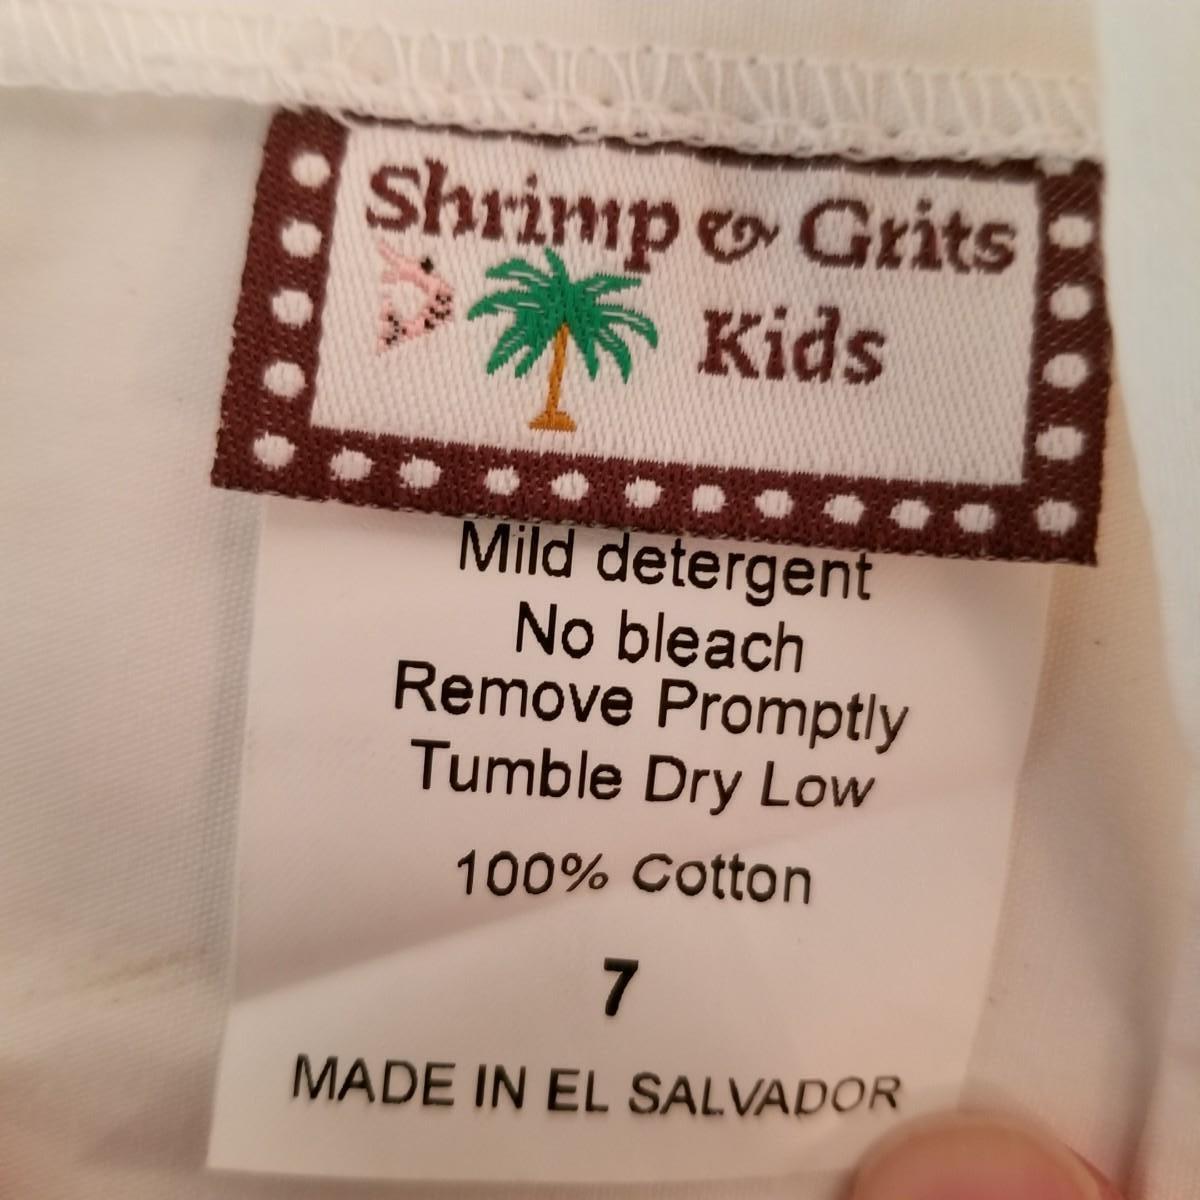 Shrimp & Grits
Kids
Mild detergent
No bleach
Remove Promptly
Tumble Dry Low
100% Cotton
7
MADE IN EL SALVADOR